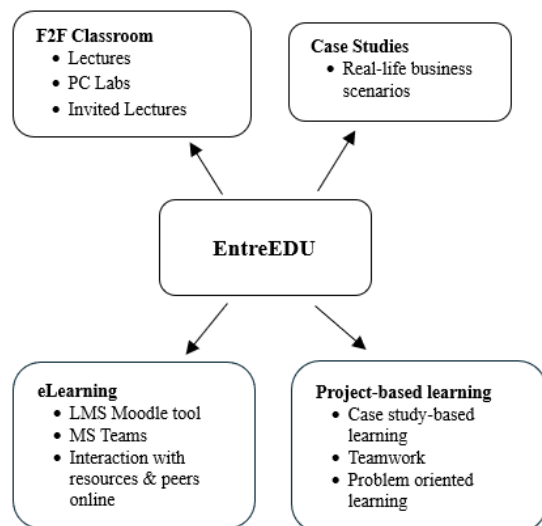 F2F Classroom
• Lectures
• PC Labs
• Invited Lectures
Case Studies
• Real-life business
scenarios
EntreEDU
eLearning
• LMS Moodle tool
• MS Teams
• Interaction with
resources & peers
online
Project-based learning
• Case study-based
learning
• Teamwork
• Problem oriented
learning